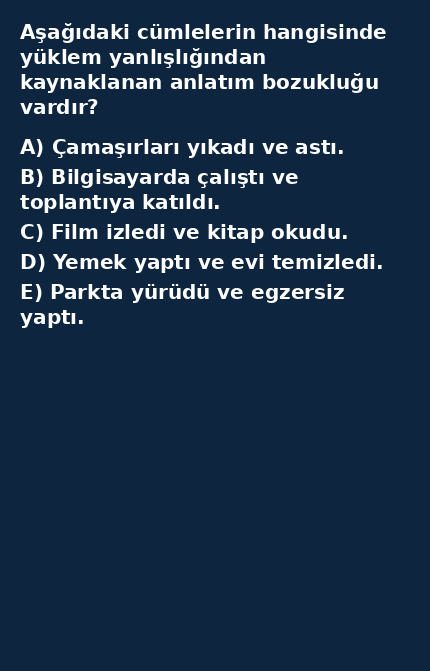 Aşağıdaki cümlelerin hangisinde
yüklem yanlışlığından
kaynaklanan anlatım bozukluğu
vardır?
A) Çamaşırları yıkadı ve astı.
B) Bilgisayarda çalıştı ve
toplantıya katıldı.
C) Film izledi ve kitap okudu.
D) Yemek yaptı ve evi temizledi.
E) Parkta yürüdü ve egzersiz
yaptı.